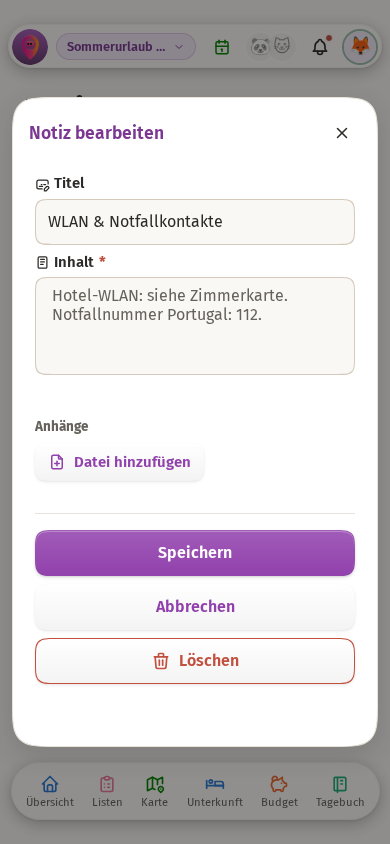 Sommerurlaub ...
Notiz bearbeiten
Titel
WLAN & Notfallkontakte
Inhalt *
Hotel-WLAN: siehe Zimmerkarte.
Notfallnummer Portugal: 112.
Anhänge
Datei hinzufügen
Speichern
Abbrechen
Löschen
Übersicht Listen Karte Unterkunft Budget Tagebuch